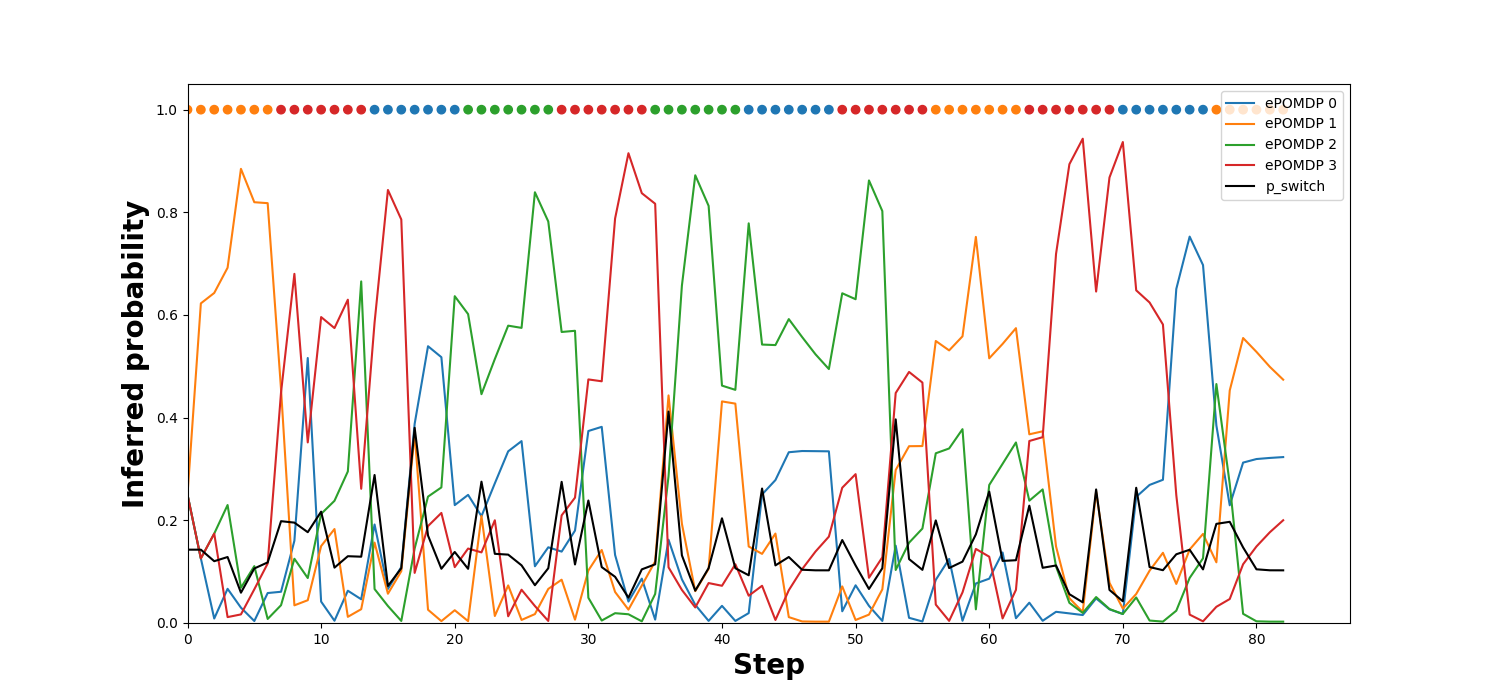 1.0
0.8
0.6
0.4
0.2
0.0
Inferred probability
ePOMDP 0
ePOMDP 1
ePOMDP 2
ePOMDP 3
p_switch
0 10 20 30 40 50 60 70 80
Step